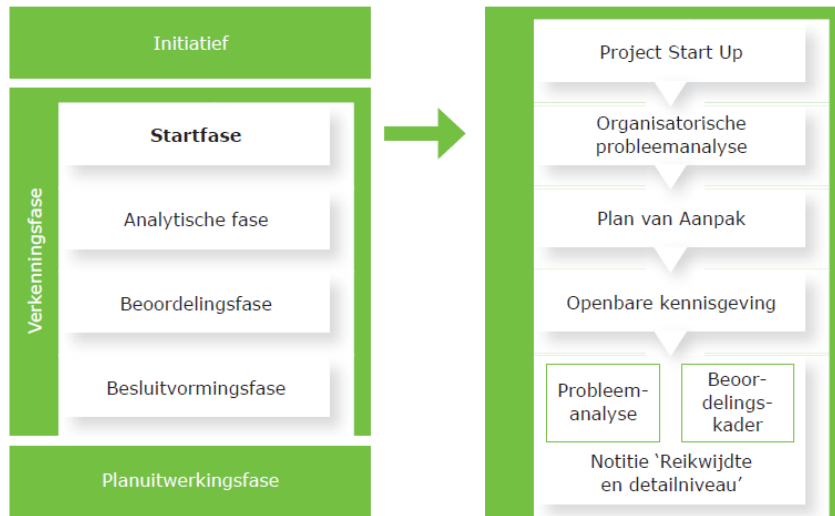 Initiatief
Verkenningsfase
Startfase
Analytische fase
Beoordelingsfase
Besluitvormingsfase
Planuitwerkingsfase
Project Start Up
Organisatorische
probleemanalyse
Plan van Aanpak
Openbare kennisgeving
Probleem-
analyse
Beoor-
delings-
kader
Notitie ‘Reikwijdte
en detailniveau’